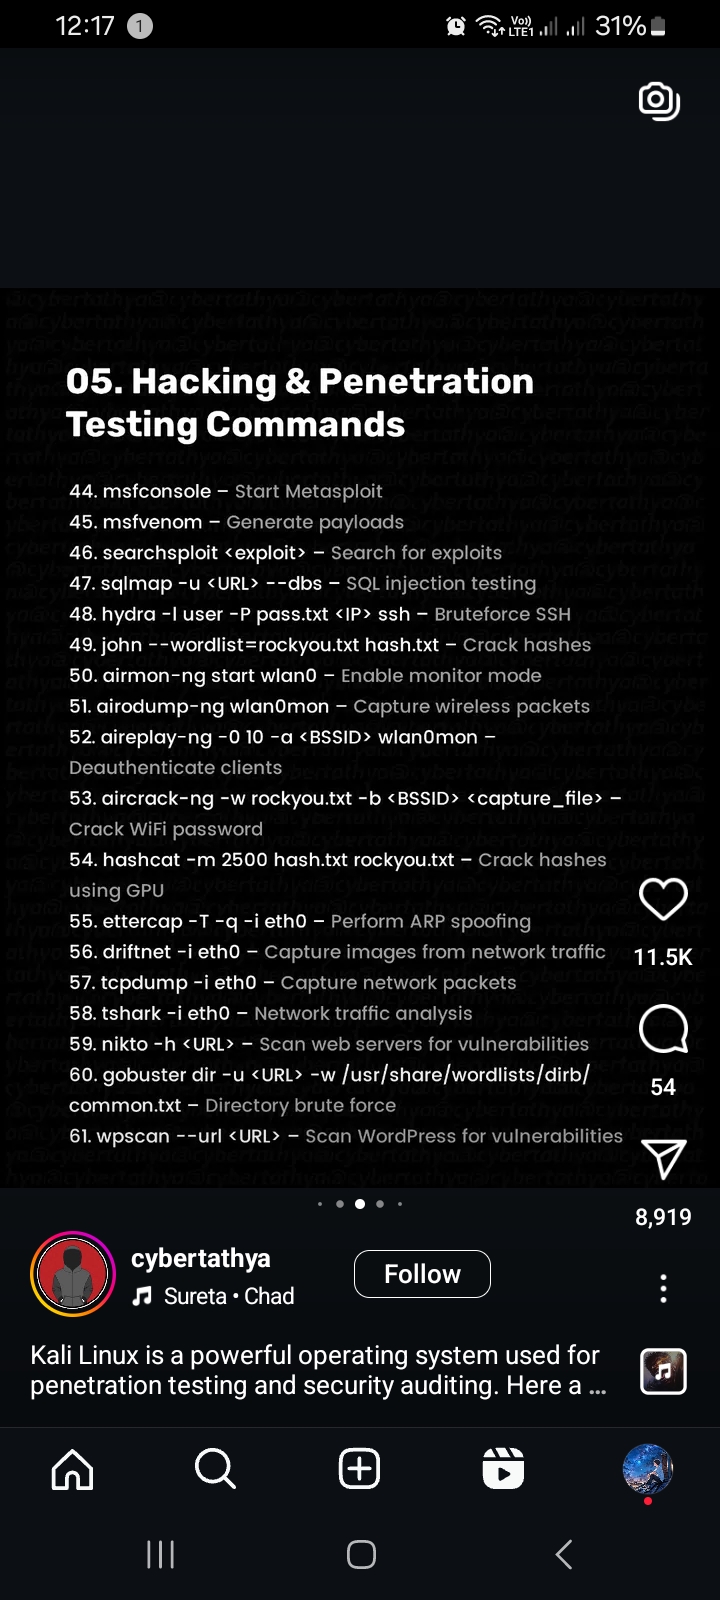 12:17 1 Vo)) LTE1 31%
05. Hacking & Penetration
Testing Commands
44. msfconsole – Start Metasploit
45. msfvenom – Generate payloads
46. searchsploit <exploit> – Search for exploits
47. sqlmap -u <URL> --dbs – SQL injection testing
48. hydra -l user -P pass.txt <IP> ssh – Bruteforce SSH
49. john --wordlist=rockyou.txt hash.txt – Crack hashes
50. airmon-ng start wlan0 – Enable monitor mode
51. airodump-ng wlan0mon – Capture wireless packets
52. aireplay-ng -0 10 -a <BSSID> wlan0mon –
Deauthenticate clients
53. aircrack-ng -w rockyou.txt -b <BSSID> <capture_file> –
Crack WiFi password
54. hashcat -m 2500 hash.txt rockyou.txt – Crack hashes
using GPU
55. ettercap -T -q -i eth0 – Perform ARP spoofing
56. driftnet -i eth0 – Capture images from network traffic
57. tcpdump -i eth0 – Capture network packets
58. tshark -i eth0 – Network traffic analysis
59. nikto -h <URL> – Scan web servers for vulnerabilities
60. gobuster dir -u <URL> -w /usr/share/wordlists/dirb/
common.txt – Directory brute force
61. wpscan --url <URL> – Scan WordPress for vulnerabilities
11.5K
54
8,919
cybertathya
Follow
Sureta • Chad
Kali Linux is a powerful operating system used for
penetration testing and security auditing. Here a ...